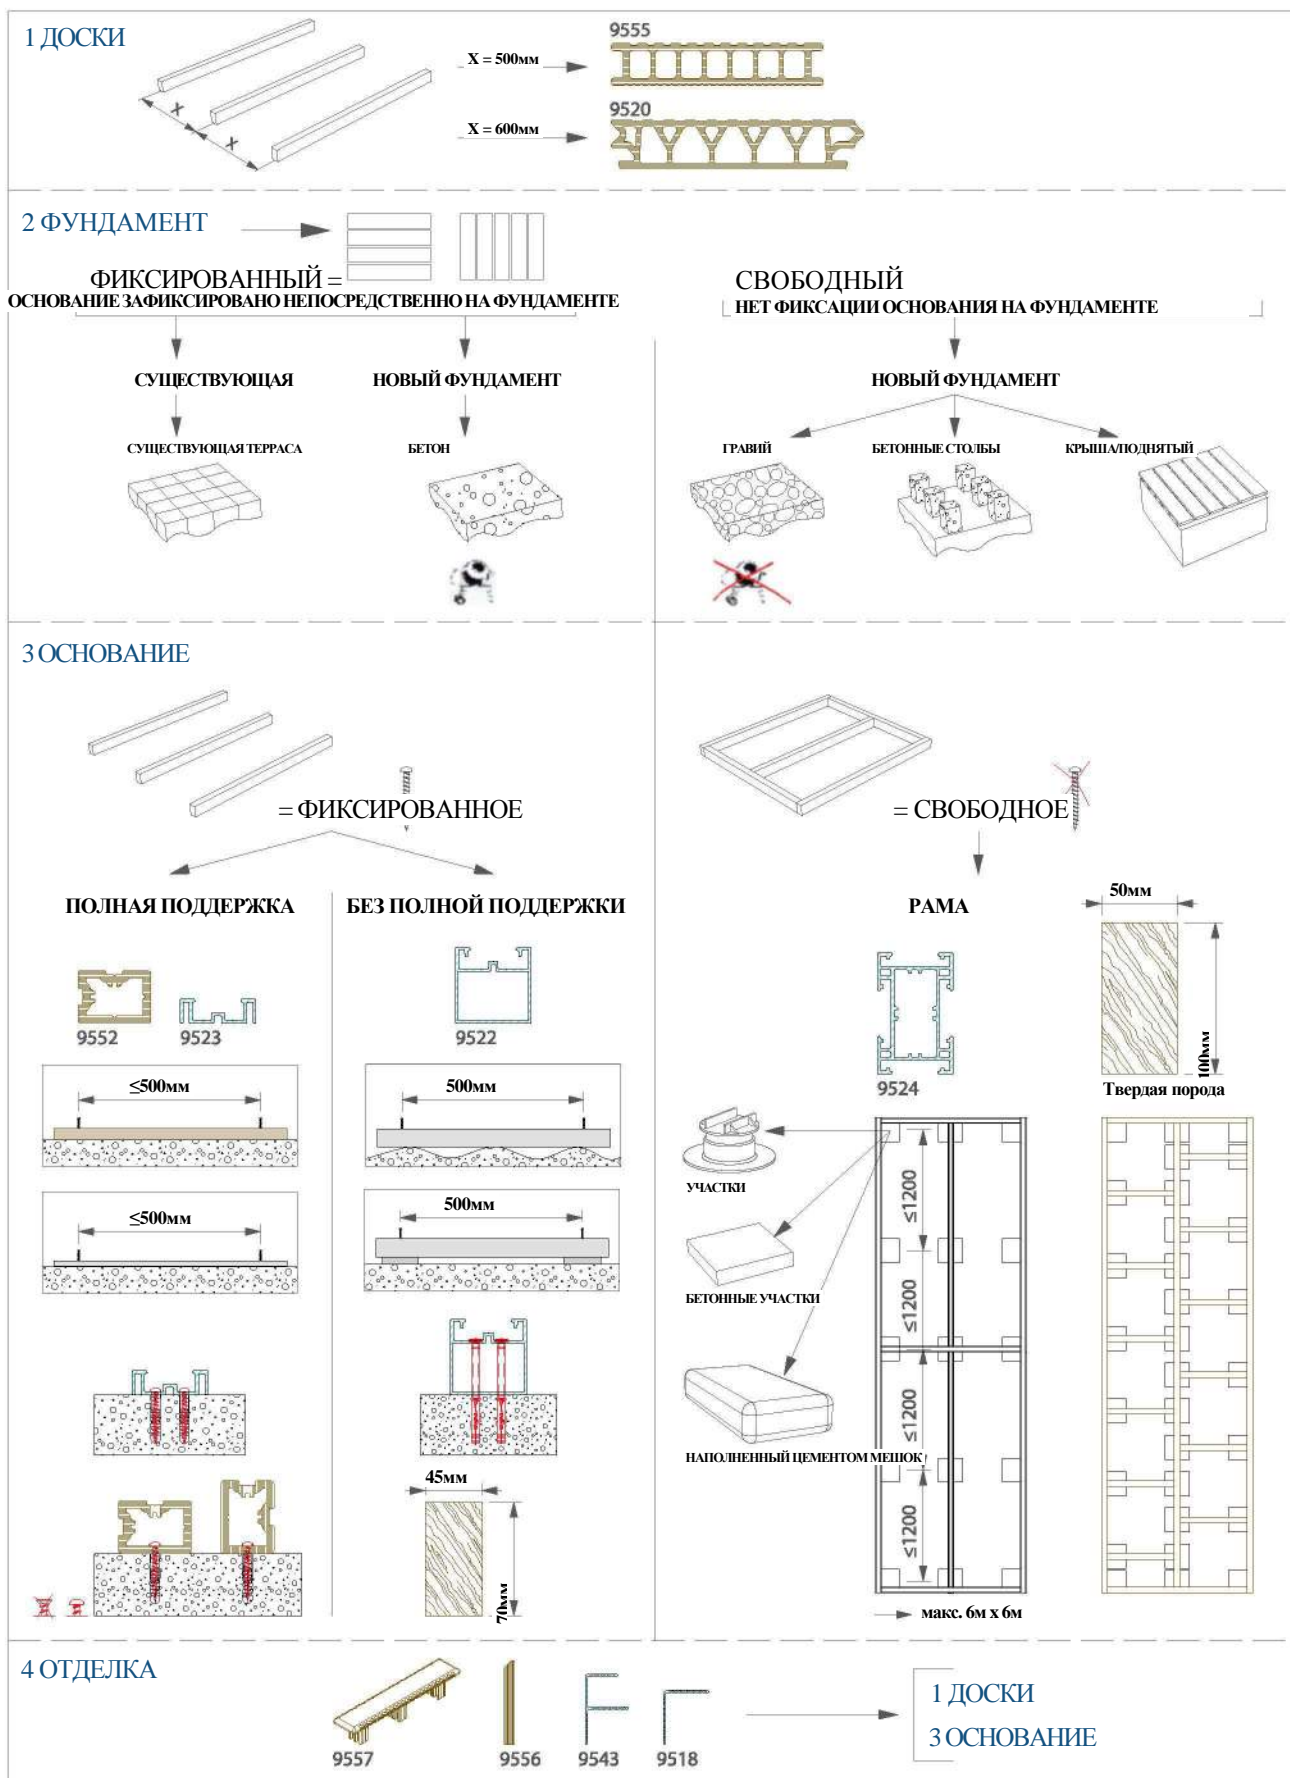 1 ДОСКИ
X
X
X = 500мм
9555
X = 600мм
9520
2 ФУНДАМЕНТ
ФИКСИРОВАННЫЙ =
ОСНОВАНИЕ ЗАФИКСИРОВАНО НЕПОСРЕДСТВЕННО НА ФУНДАМЕНТЕ
СУЩЕСТВУЮЩАЯ
НОВЫЙ ФУНДАМЕНТ
СУЩЕСТВУЮЩАЯ ТЕРРАСА
БЕТОН
СВОБОДНЫЙ
НЕТ ФИКСАЦИИ ОСНОВАНИЯ НА ФУНДАМЕНТЕ
НОВЫЙ ФУНДАМЕНТ
ГРАВИЙ
БЕТОННЫЕ СТОЛБЫ
КРЫША/ПОДНЯТЫЙ
3 ОСНОВАНИЕ
= ФИКСИРОВАННОЕ
ПОЛНАЯ ПОДДЕРЖКА
БЕЗ ПОЛНОЙ ПОДДЕРЖКИ
9552
9523
9522
≤500мм
500мм
≤500мм
500мм
45мм
70мм
= СВОБОДНОЕ
РАМА
50мм
100мм
9524
Твердая порода
УЧАСТКИ
БЕТОННЫЕ УЧАСТКИ
НАПОЛНЕННЫЙ ЦЕМЕНТОМ МЕШОК
≤1200
≤1200
≤1200
≤1200
макс. 6м x 6м
4 ОТДЕЛКА
9557
9556
9543
9518
1 ДОСКИ
3 ОСНОВАНИЕ